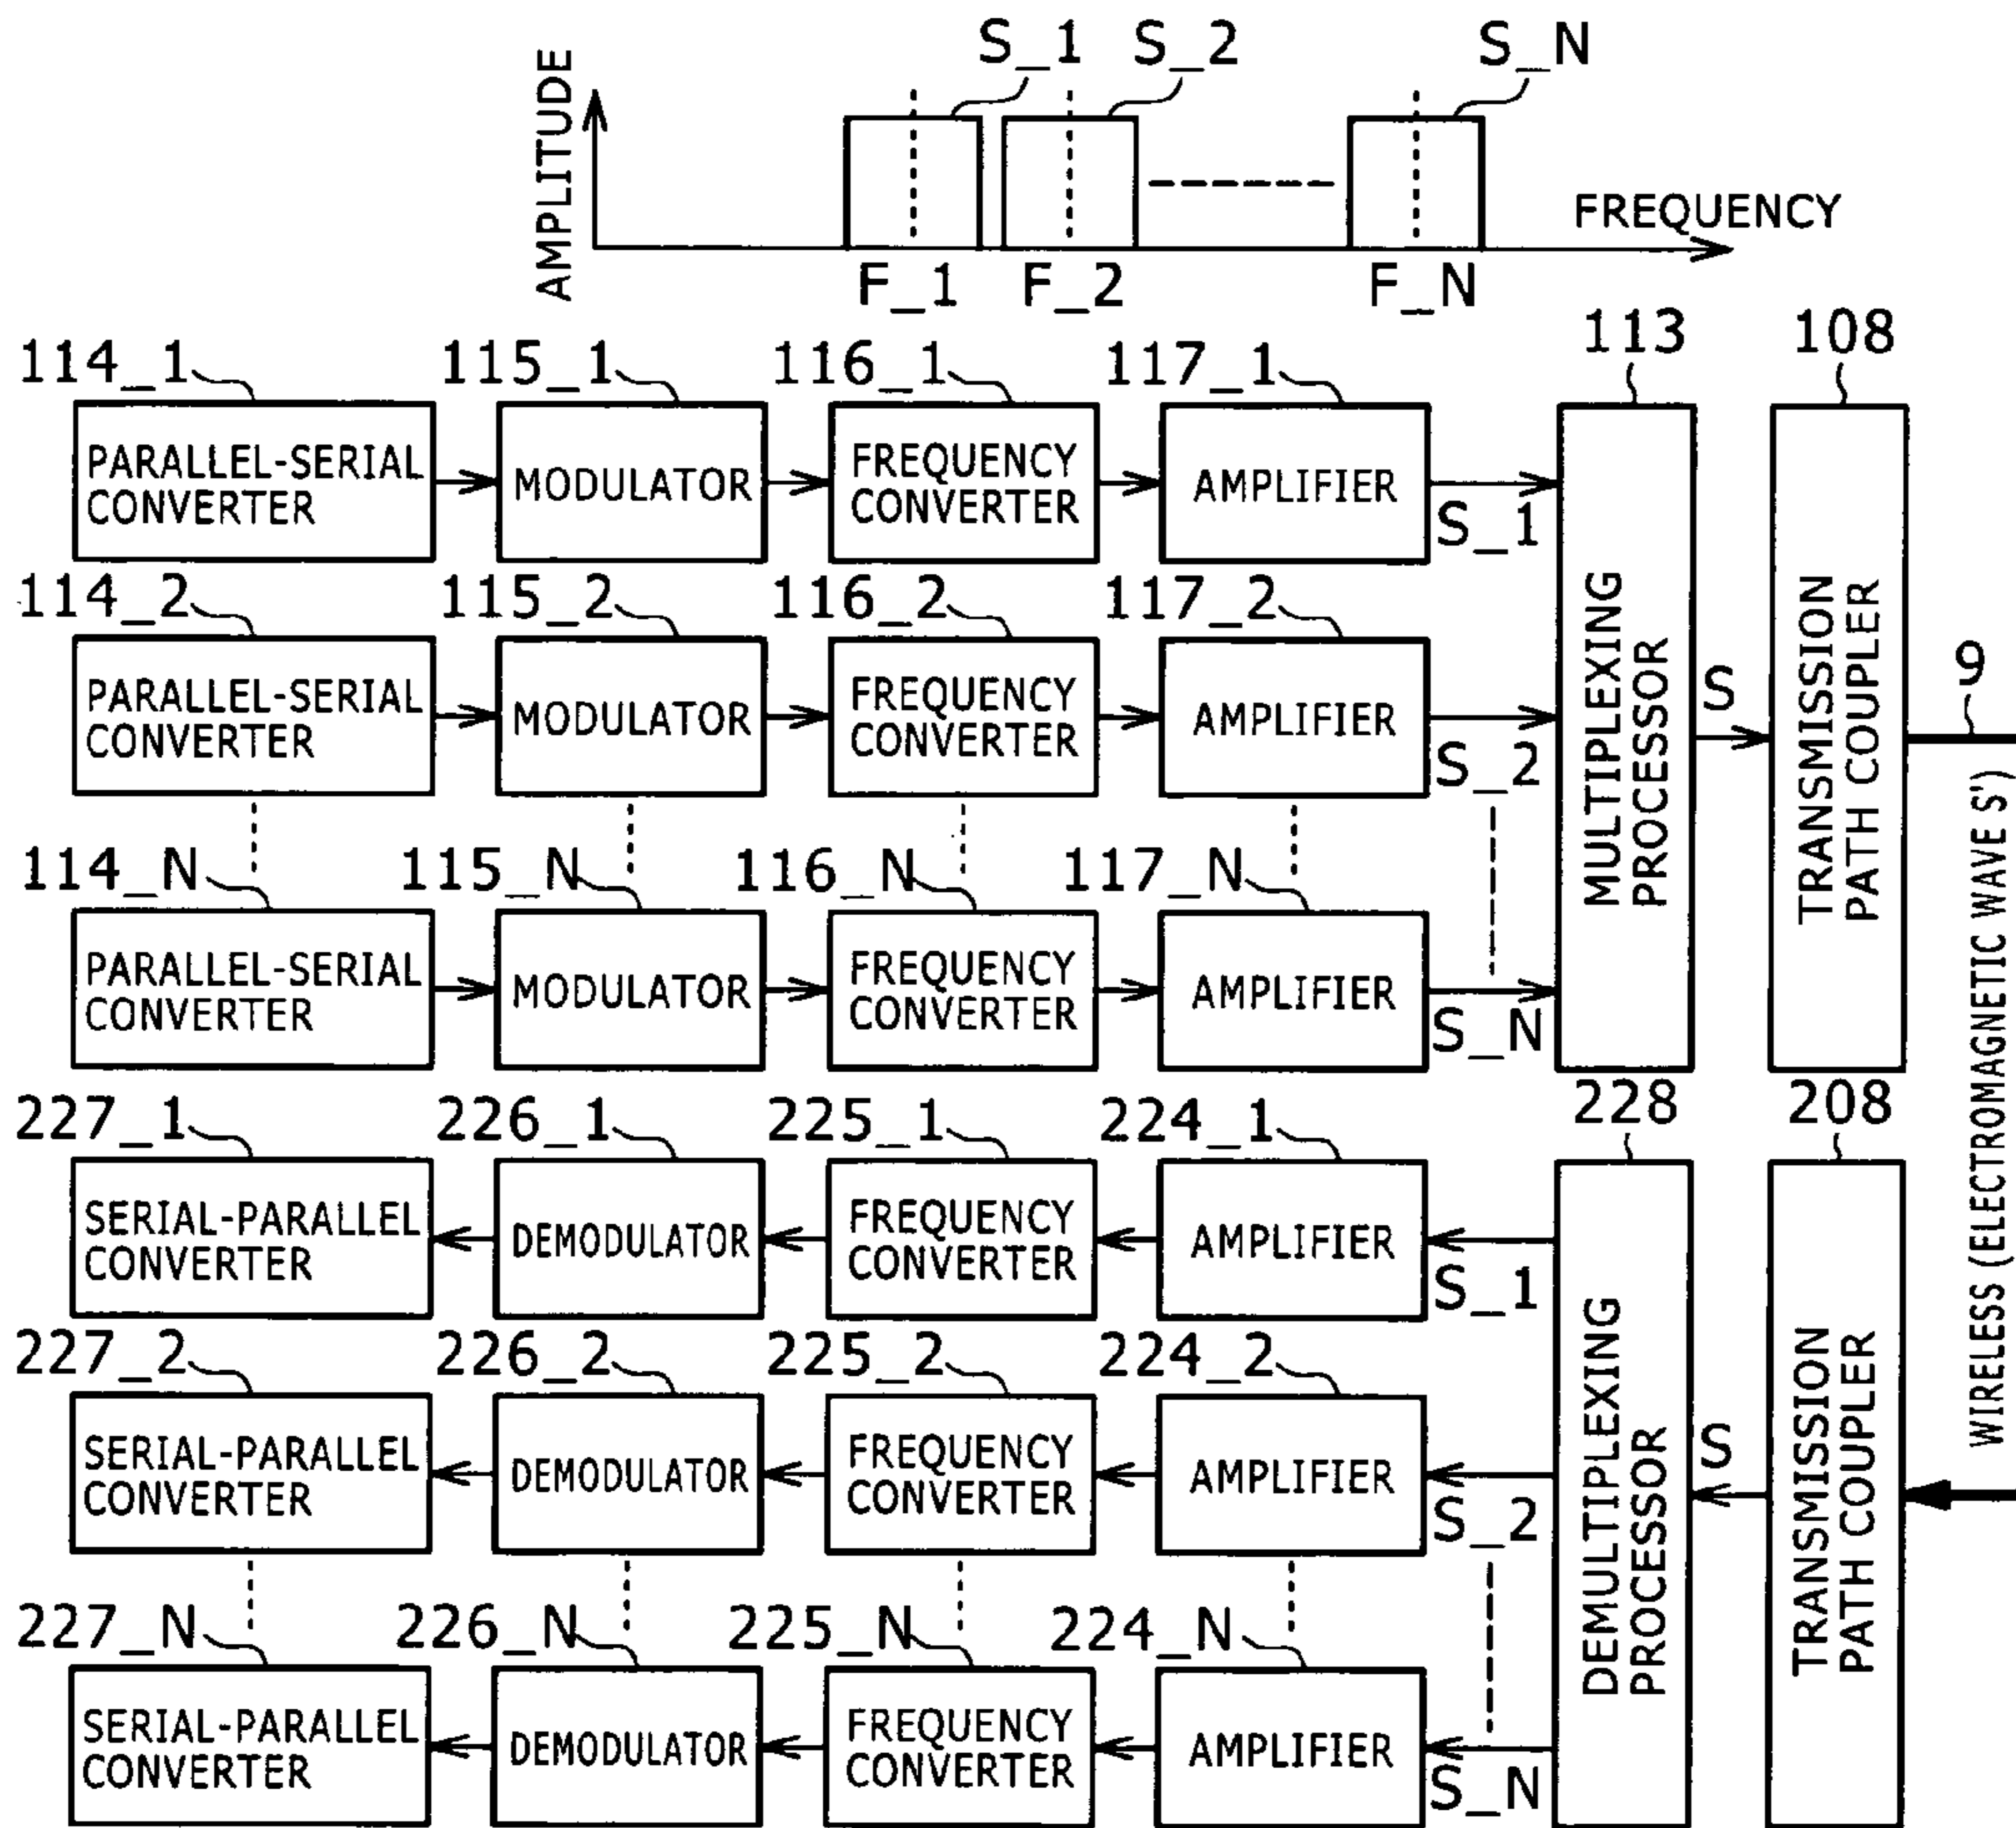 AMPLITUDE
S_1
S_2
S_N
FREQUENCY
F_1
F_2
F_N
114_1
115_1
116_1
117_1
113
108
PARALLEL-SERIAL
CONVERTER
MODULATOR
FREQUENCY
CONVERTER
AMPLIFIER
S_1
114_2
115_2
116_2
117_2
PARALLEL-SERIAL
CONVERTER
MODULATOR
FREQUENCY
CONVERTER
AMPLIFIER
S_2
114_N
115_N
116_N
117_N
PARALLEL-SERIAL
CONVERTER
MODULATOR
FREQUENCY
CONVERTER
AMPLIFIER
S_N
MULTIPLEXING
PROCESSOR
S
TRANSMISSION
PATH COUPLER
9
WIRELESS (ELECTROMAGNETIC WAVE S')
227_1
226_1
225_1
224_1
228
208
SERIAL-PARALLEL
CONVERTER
DEMODULATOR
FREQUENCY
CONVERTER
AMPLIFIER
S_1
227_2
226_2
225_2
224_2
SERIAL-PARALLEL
CONVERTER
DEMODULATOR
FREQUENCY
CONVERTER
AMPLIFIER
S_2
227_N
226_N
225_N
224_N
SERIAL-PARALLEL
CONVERTER
DEMODULATOR
FREQUENCY
CONVERTER
AMPLIFIER
S_N
DEMULTIPLEXING
PROCESSOR
S
TRANSMISSION
PATH COUPLER